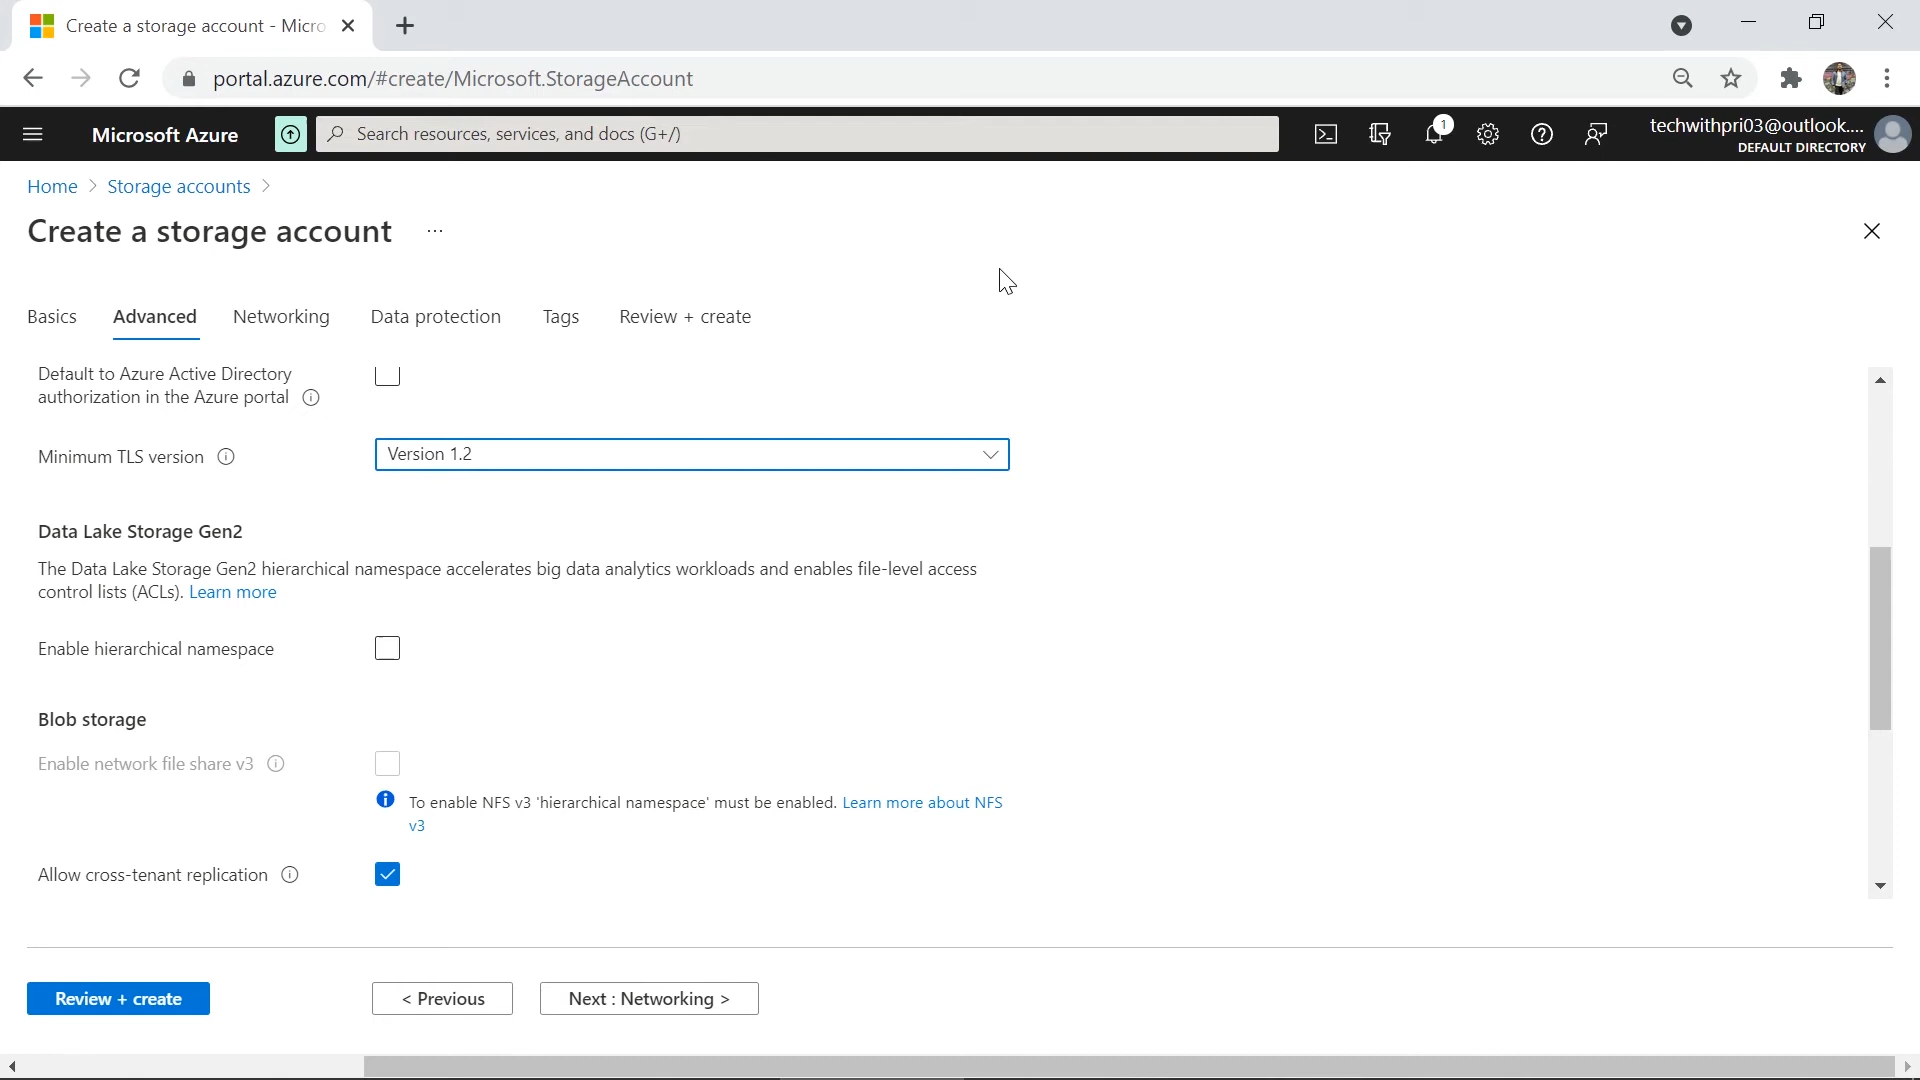 Create a storage account - Micro
portal.azure.com/#create/Microsoft.StorageAccount
Microsoft Azure
Search resources, services, and docs (G+/)
1
techwithpri03@outlook....
DEFAULT DIRECTORY
Home
Storage accounts
Create a storage account
...
Basics
Advanced
Networking
Data protection
Tags
Review + create
Default to Azure Active Directory
authorization in the Azure portal
Minimum TLS version
Version 1.2
Data Lake Storage Gen2
The Data Lake Storage Gen2 hierarchical namespace accelerates big data analytics workloads and enables file-level access
control lists (ACLs). Learn more
Enable hierarchical namespace
Blob storage
Enable network file share v3
To enable NFS v3 'hierarchical namespace' must be enabled. Learn more about NFS
v3
Allow cross-tenant replication
Review + create
< Previous
Next : Networking >